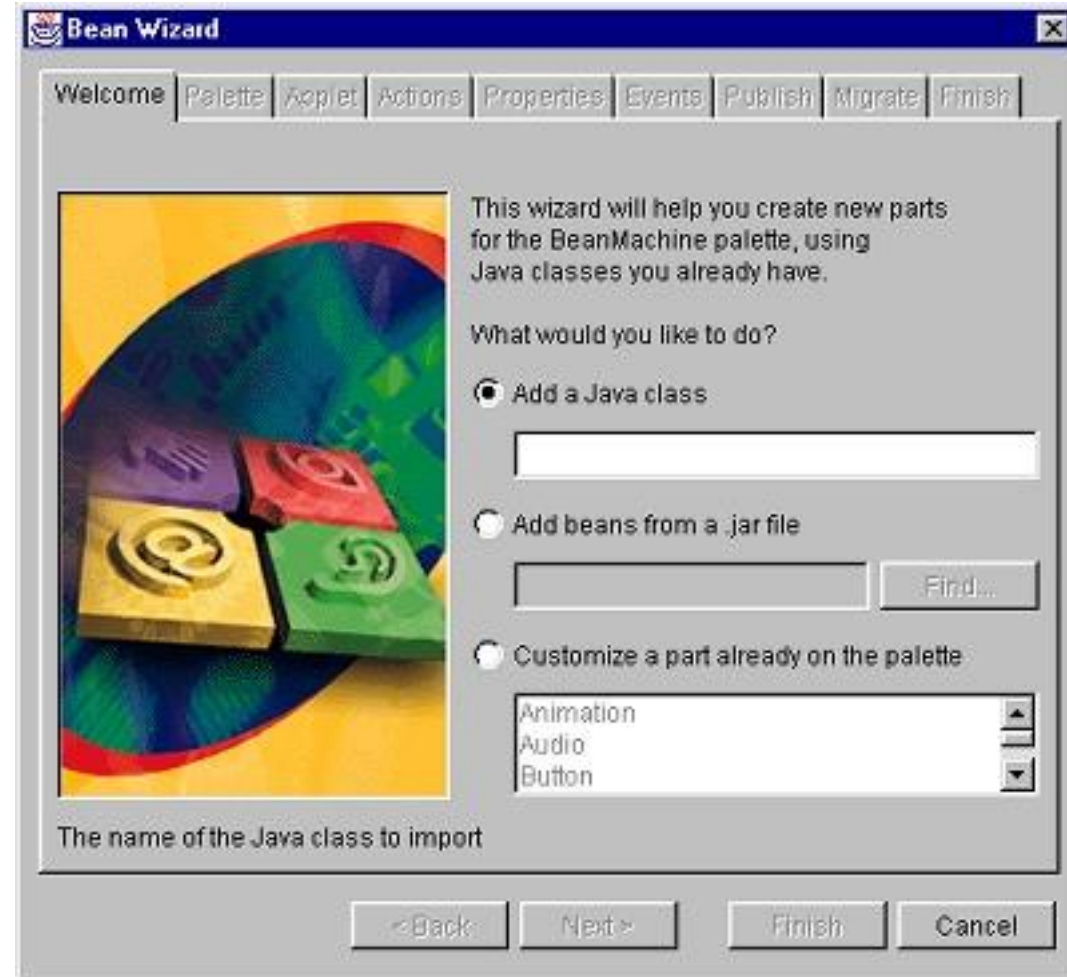 Bean Wizard
Welcome Palette Applet Actions Properties Events Publish Migrate Finish
This wizard will help you create new parts
for the BeanMachine palette, using
Java classes you already have.
What would you like to do?
Add a Java class
Add beans from a .jar file
Find...
Customize a part already on the palette
Animation
Audio
Button
The name of the Java class to import
< Back Next > Finish Cancel